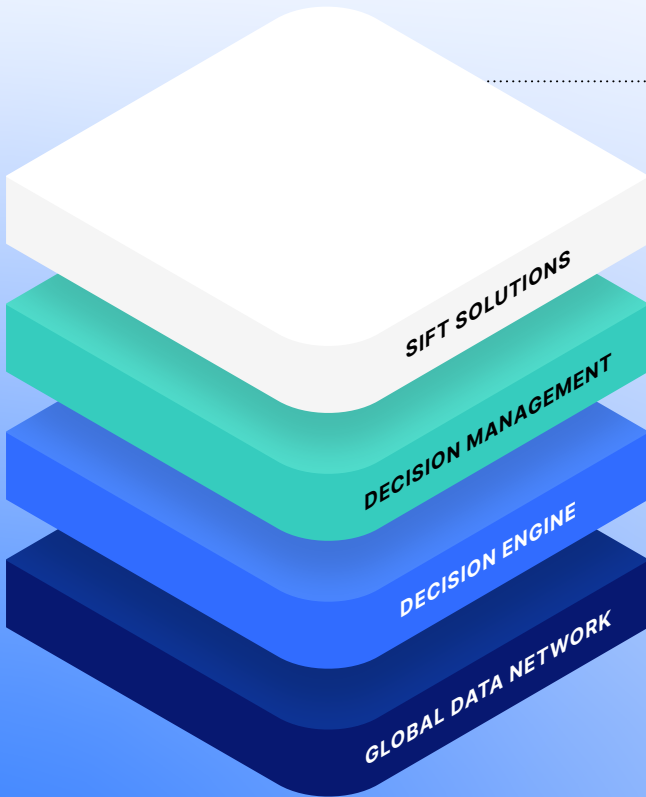 SIFT SOLUTIONS
DECISION MANAGEMENT
DECISION ENGINE
GLOBAL DATA NETWORK